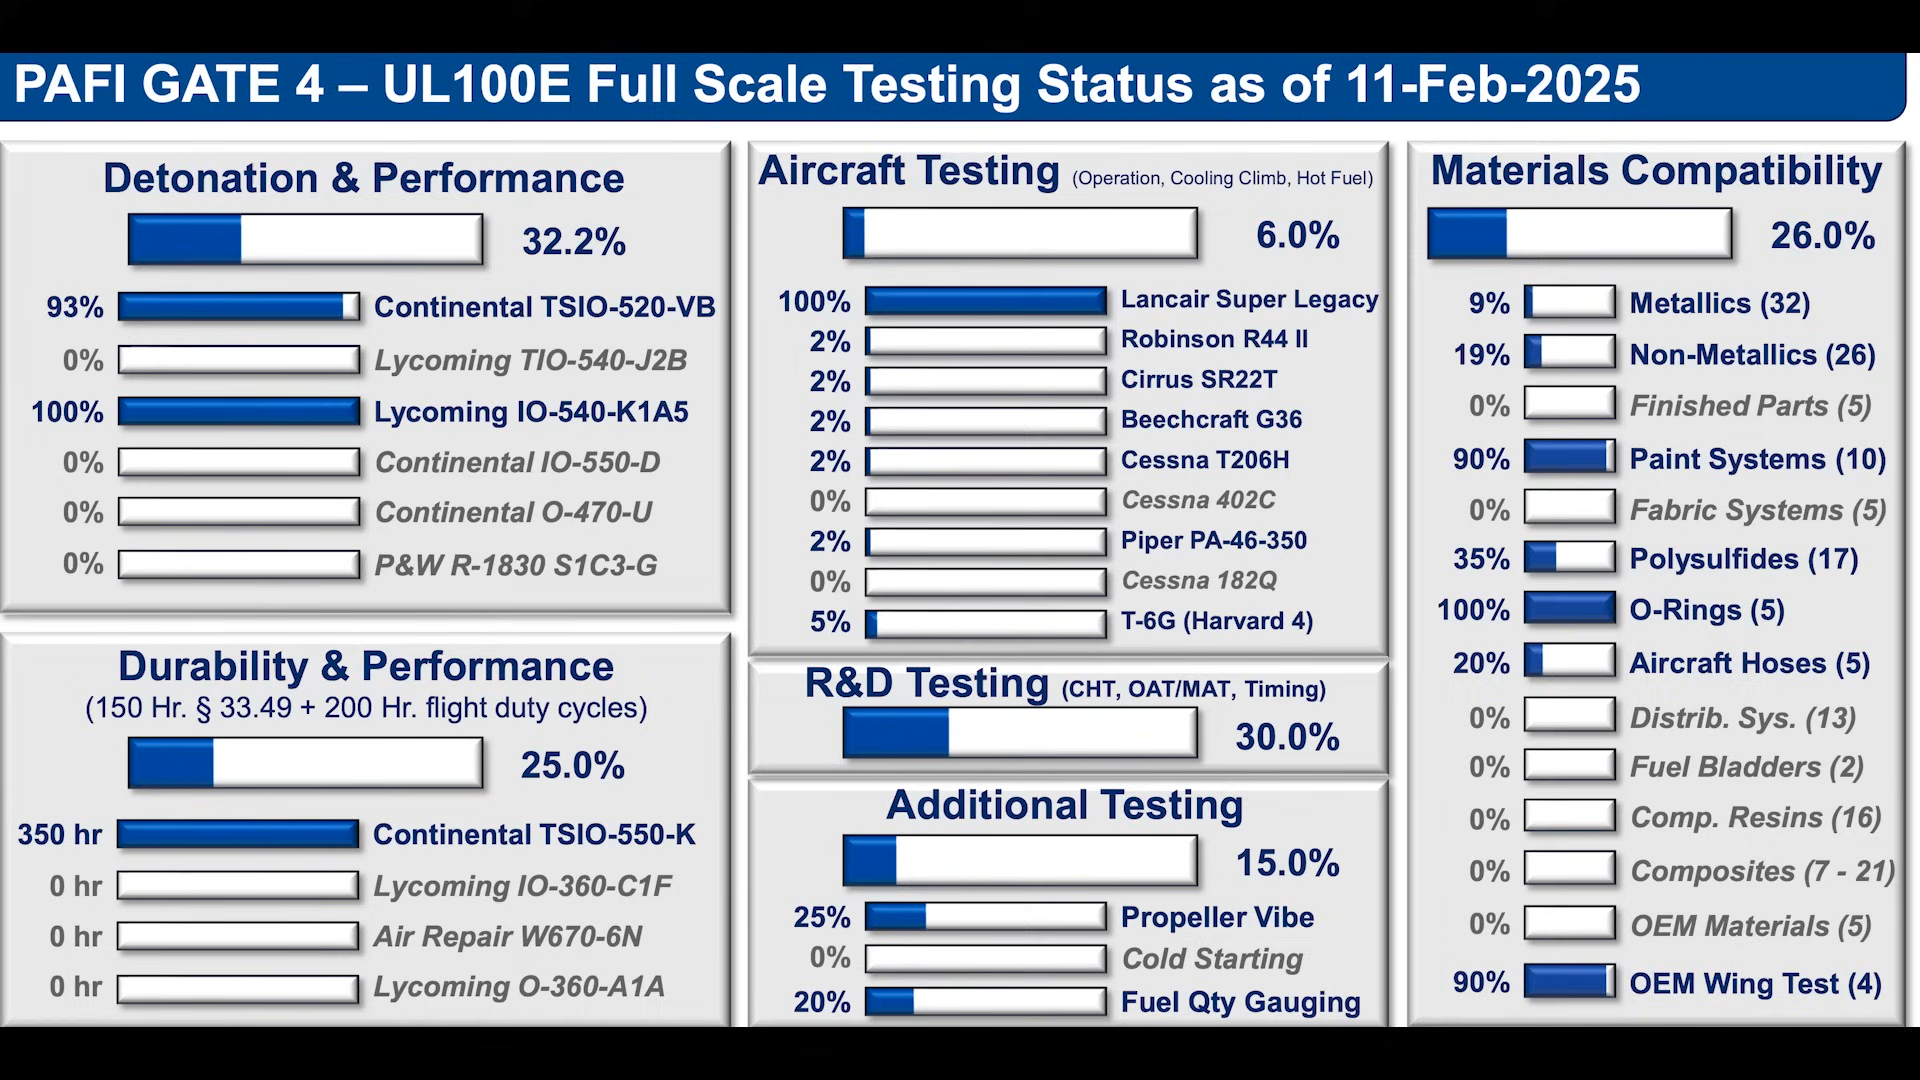 PAFI GATE 4 – UL100E Full Scale Testing Status as of 11-Feb-2025
Detonation & Performance
32.2%
93% Continental TSIO-520-VB
0% Lycoming TIO-540-J2B
100% Lycoming IO-540-K1A5
0% Continental IO-550-D
0% Continental O-470-U
0% P&W R-1830 S1C3-G
Durability & Performance
(150 Hr. § 33.49 + 200 Hr. flight duty cycles)
25.0%
350 hr Continental TSIO-550-K
0 hr Lycoming IO-360-C1F
0 hr Air Repair W670-6N
0 hr Lycoming O-360-A1A
Aircraft Testing (Operation, Cooling Climb, Hot Fuel)
6.0%
100% Lancair Super Legacy
2% Robinson R44 II
2% Cirrus SR22T
2% Beechcraft G36
2% Cessna T206H
0% Cessna 402C
2% Piper PA-46-350
0% Cessna 182Q
5% T-6G (Harvard 4)
R&D Testing (CHT, OAT/MAT, Timing)
30.0%
Additional Testing
15.0%
25% Propeller Vibe
0% Cold Starting
20% Fuel Qty Gauging
Materials Compatibility
26.0%
9% Metallics (32)
19% Non-Metallics (26)
0% Finished Parts (5)
90% Paint Systems (10)
0% Fabric Systems (5)
35% Polysulfides (17)
100% O-Rings (5)
20% Aircraft Hoses (5)
0% Distrib. Sys. (13)
0% Fuel Bladders (2)
0% Comp. Resins (16)
0% Composites (7 - 21)
0% OEM Materials (5)
90% OEM Wing Test (4)